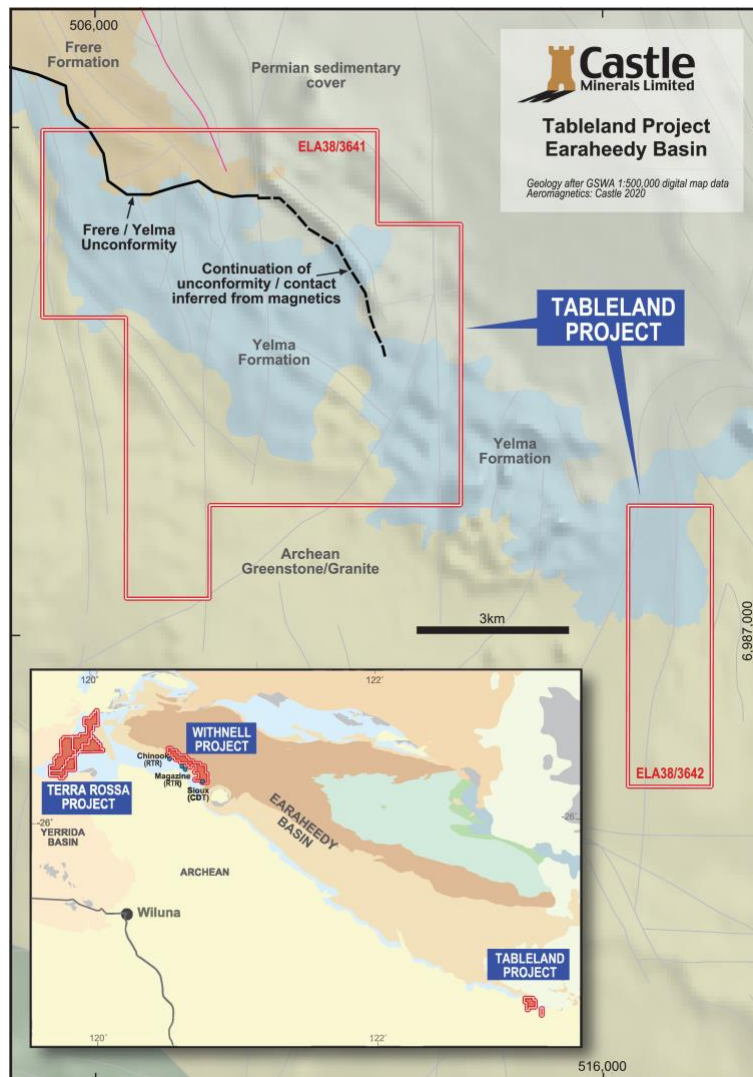 506,000
Frere
Formation
Permian sedimentary
cover
Castle
Minerals Limited
Tableland Project
Earaheedy Basin
Geology after GSWA 1:500,000 digital map data
Aeromagnetics: Castle 2020
ELA38/3641
Frere / Yelma
Unconformity
Continuation of
unconformity / contact
inferred from magnetics
TABLELAND
PROJECT
Yelma
Formation
Yelma
Formation
Archean
Greenstone/Granite
3km
6,987,000
ELA38/3642
120°
122°
WITHNELL
PROJECT
Chinook
(RTR)
Magazine
(RTR)
Sioux
(CDT)
TERRA ROSSA
PROJECT
-26°
-26°
YERRIDA
BASIN
EARAHEEDY
BASIN
ARCHEAN
Wiluna
TABLELAND
PROJECT
120°
122°
516,000